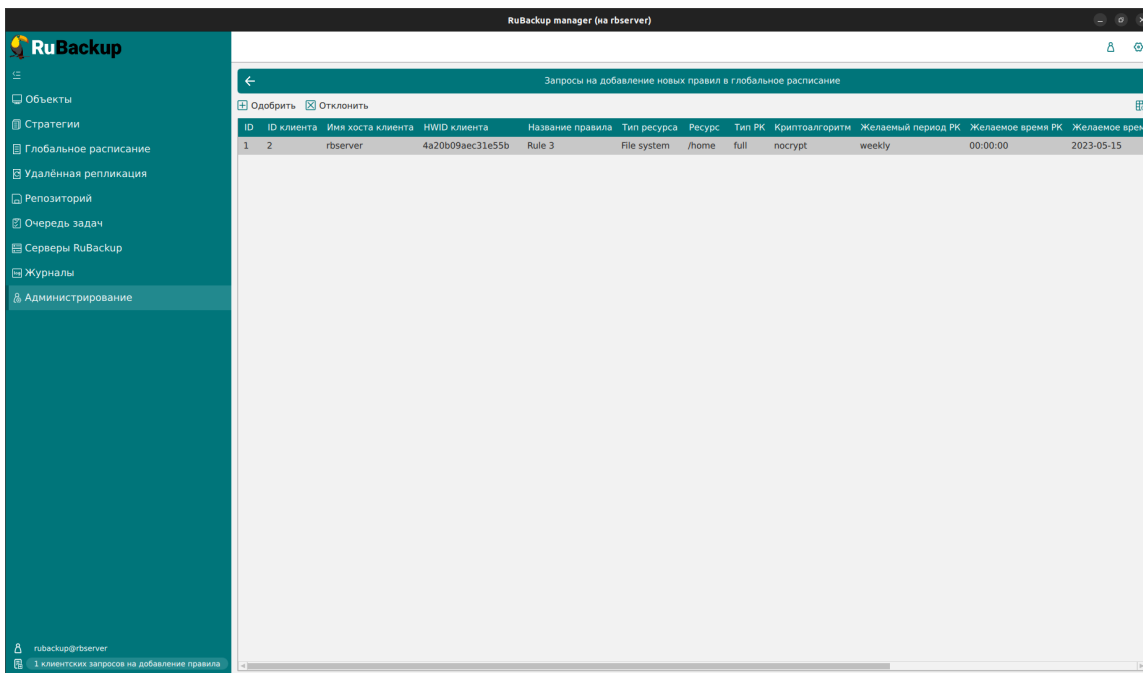 RuBackup manager (на rbserver)
RuBackup
Запросы на добавление новых правил в глобальное расписание
Объекты
Одобрить Отклонить
Стратегии
ID ID клиента Имя хоста клиента HWID клиента Название правила Тип ресурса Ресурс Тип РК Криптоалгоритм Желаемый период РК Желаемое время РК Желаемое врем
1 2 rbserver 4a20b09aec31e55b Rule 3 File system /home full nocrypt weekly 00:00:00 2023-05-15
Глобальное расписание
Удалённая репликация
Репозиторий
Очередь задач
Серверы RuBackup
Журналы
Администрирование
rubackup@rbserver
1 клиентских запросов на добавление правила